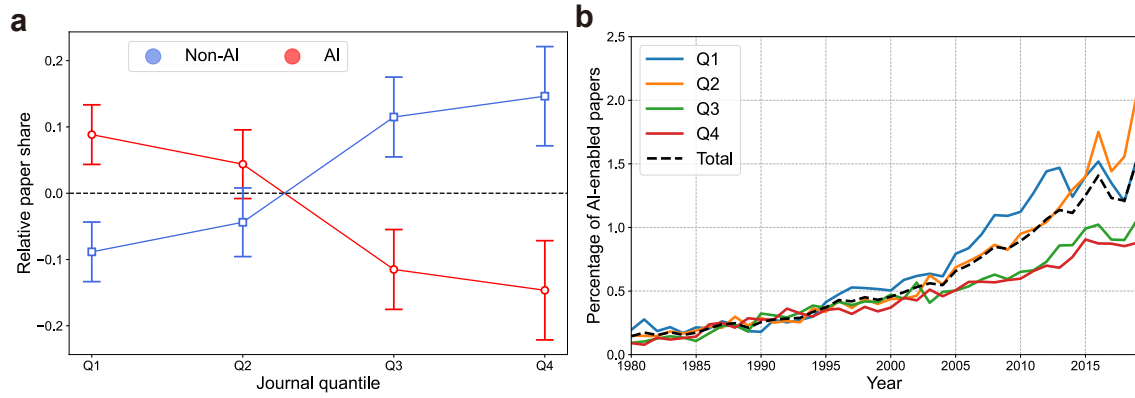 a
Non-AI
AI
Relative paper share
0.2
0.1
0.0
−0.1
−0.2
Q1
Q2
Q3
Q4
Journal quantile
b
Q1
Q2
Q3
Q4
Total
Percentage of AI-enabled papers
2.5
2.0
1.5
1.0
0.5
0.0
1980
1985
1990
1995
2000
2005
2010
2015
Year